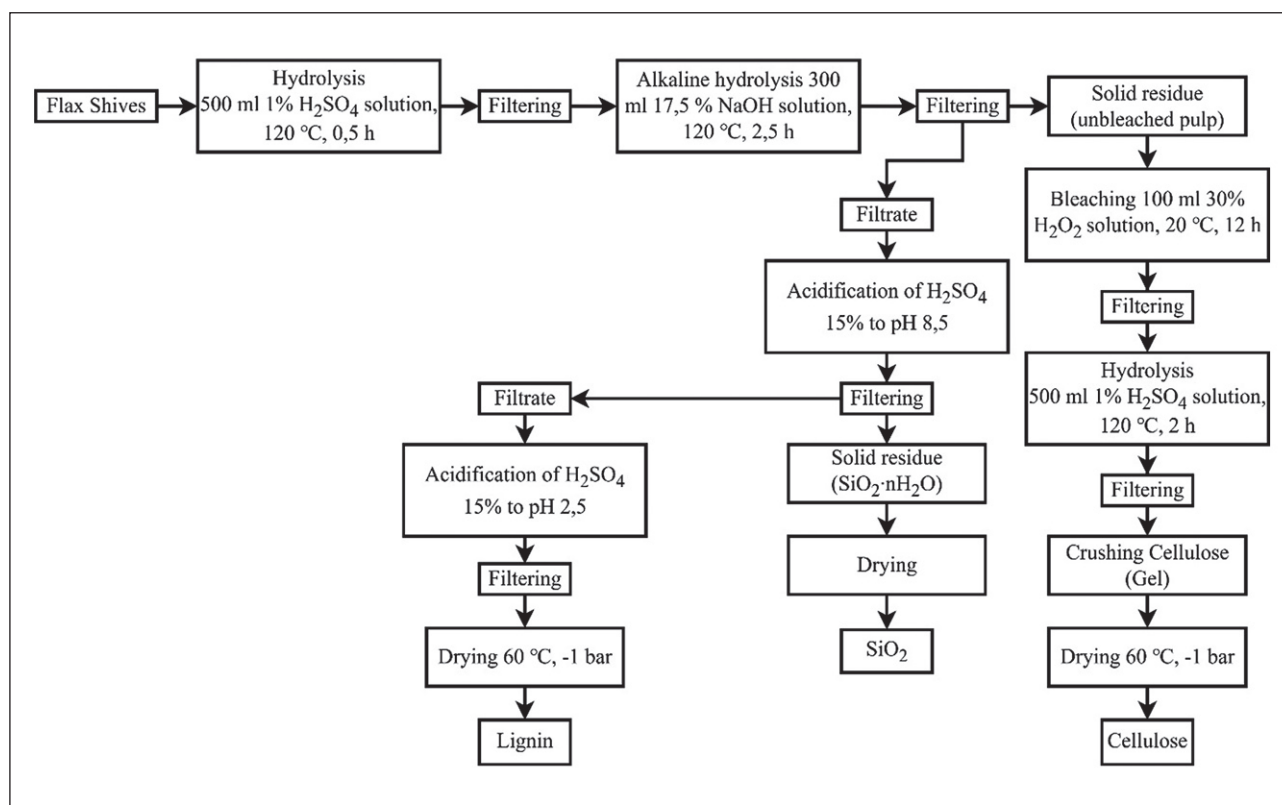 Flax Shives
Hydrolysis
500 ml 1% H₂SO₄ solution,
120 °C, 0,5 h
Filtering
Alkaline hydrolysis 300
ml 17,5 % NaOH solution,
120 °C, 2,5 h
Filtering
Solid residue
(unbleached pulp)
Filtrate
Bleaching 100 ml 30%
H₂O₂ solution, 20 °C, 12 h
Acidification of H₂SO₄
15% to pH 8,5
Filtering
Filtrate
Filtering
Hydrolysis
500 ml 1% H₂SO₄ solution,
120 °C, 2 h
Acidification of H₂SO₄
15% to pH 2,5
Solid residue
(SiO₂·nH₂O)
Filtering
Filtering
Drying
Crushing Cellulose
(Gel)
Drying 60 °C, -1 bar
SiO₂
Drying 60 °C, -1 bar
Lignin
Cellulose